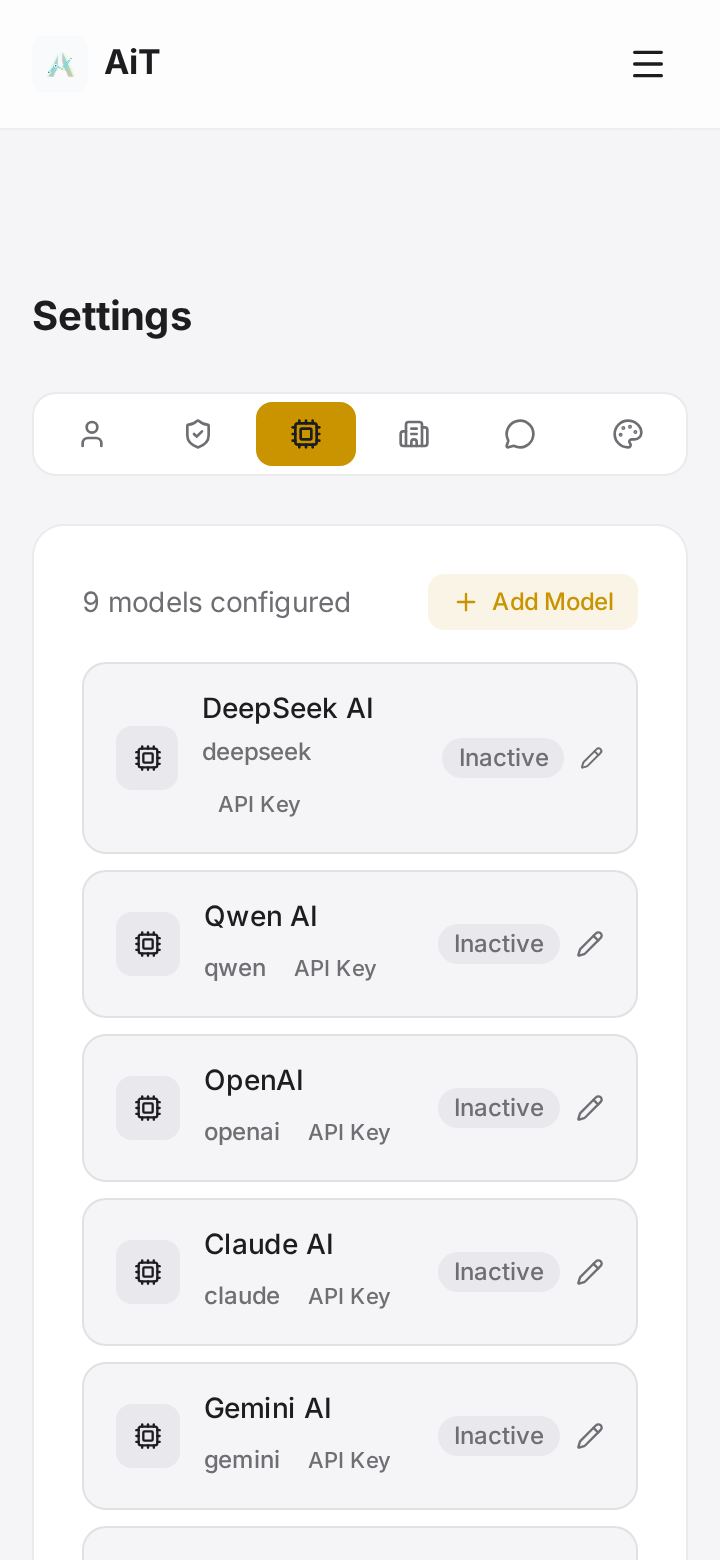 AiT
Settings
9 models configured
Add Model
DeepSeek AI
deepseek
API Key
Inactive
Qwen AI
qwen API Key
Inactive
OpenAI
openai API Key
Inactive
Claude AI
claude API Key
Inactive
Gemini AI
gemini API Key
Inactive